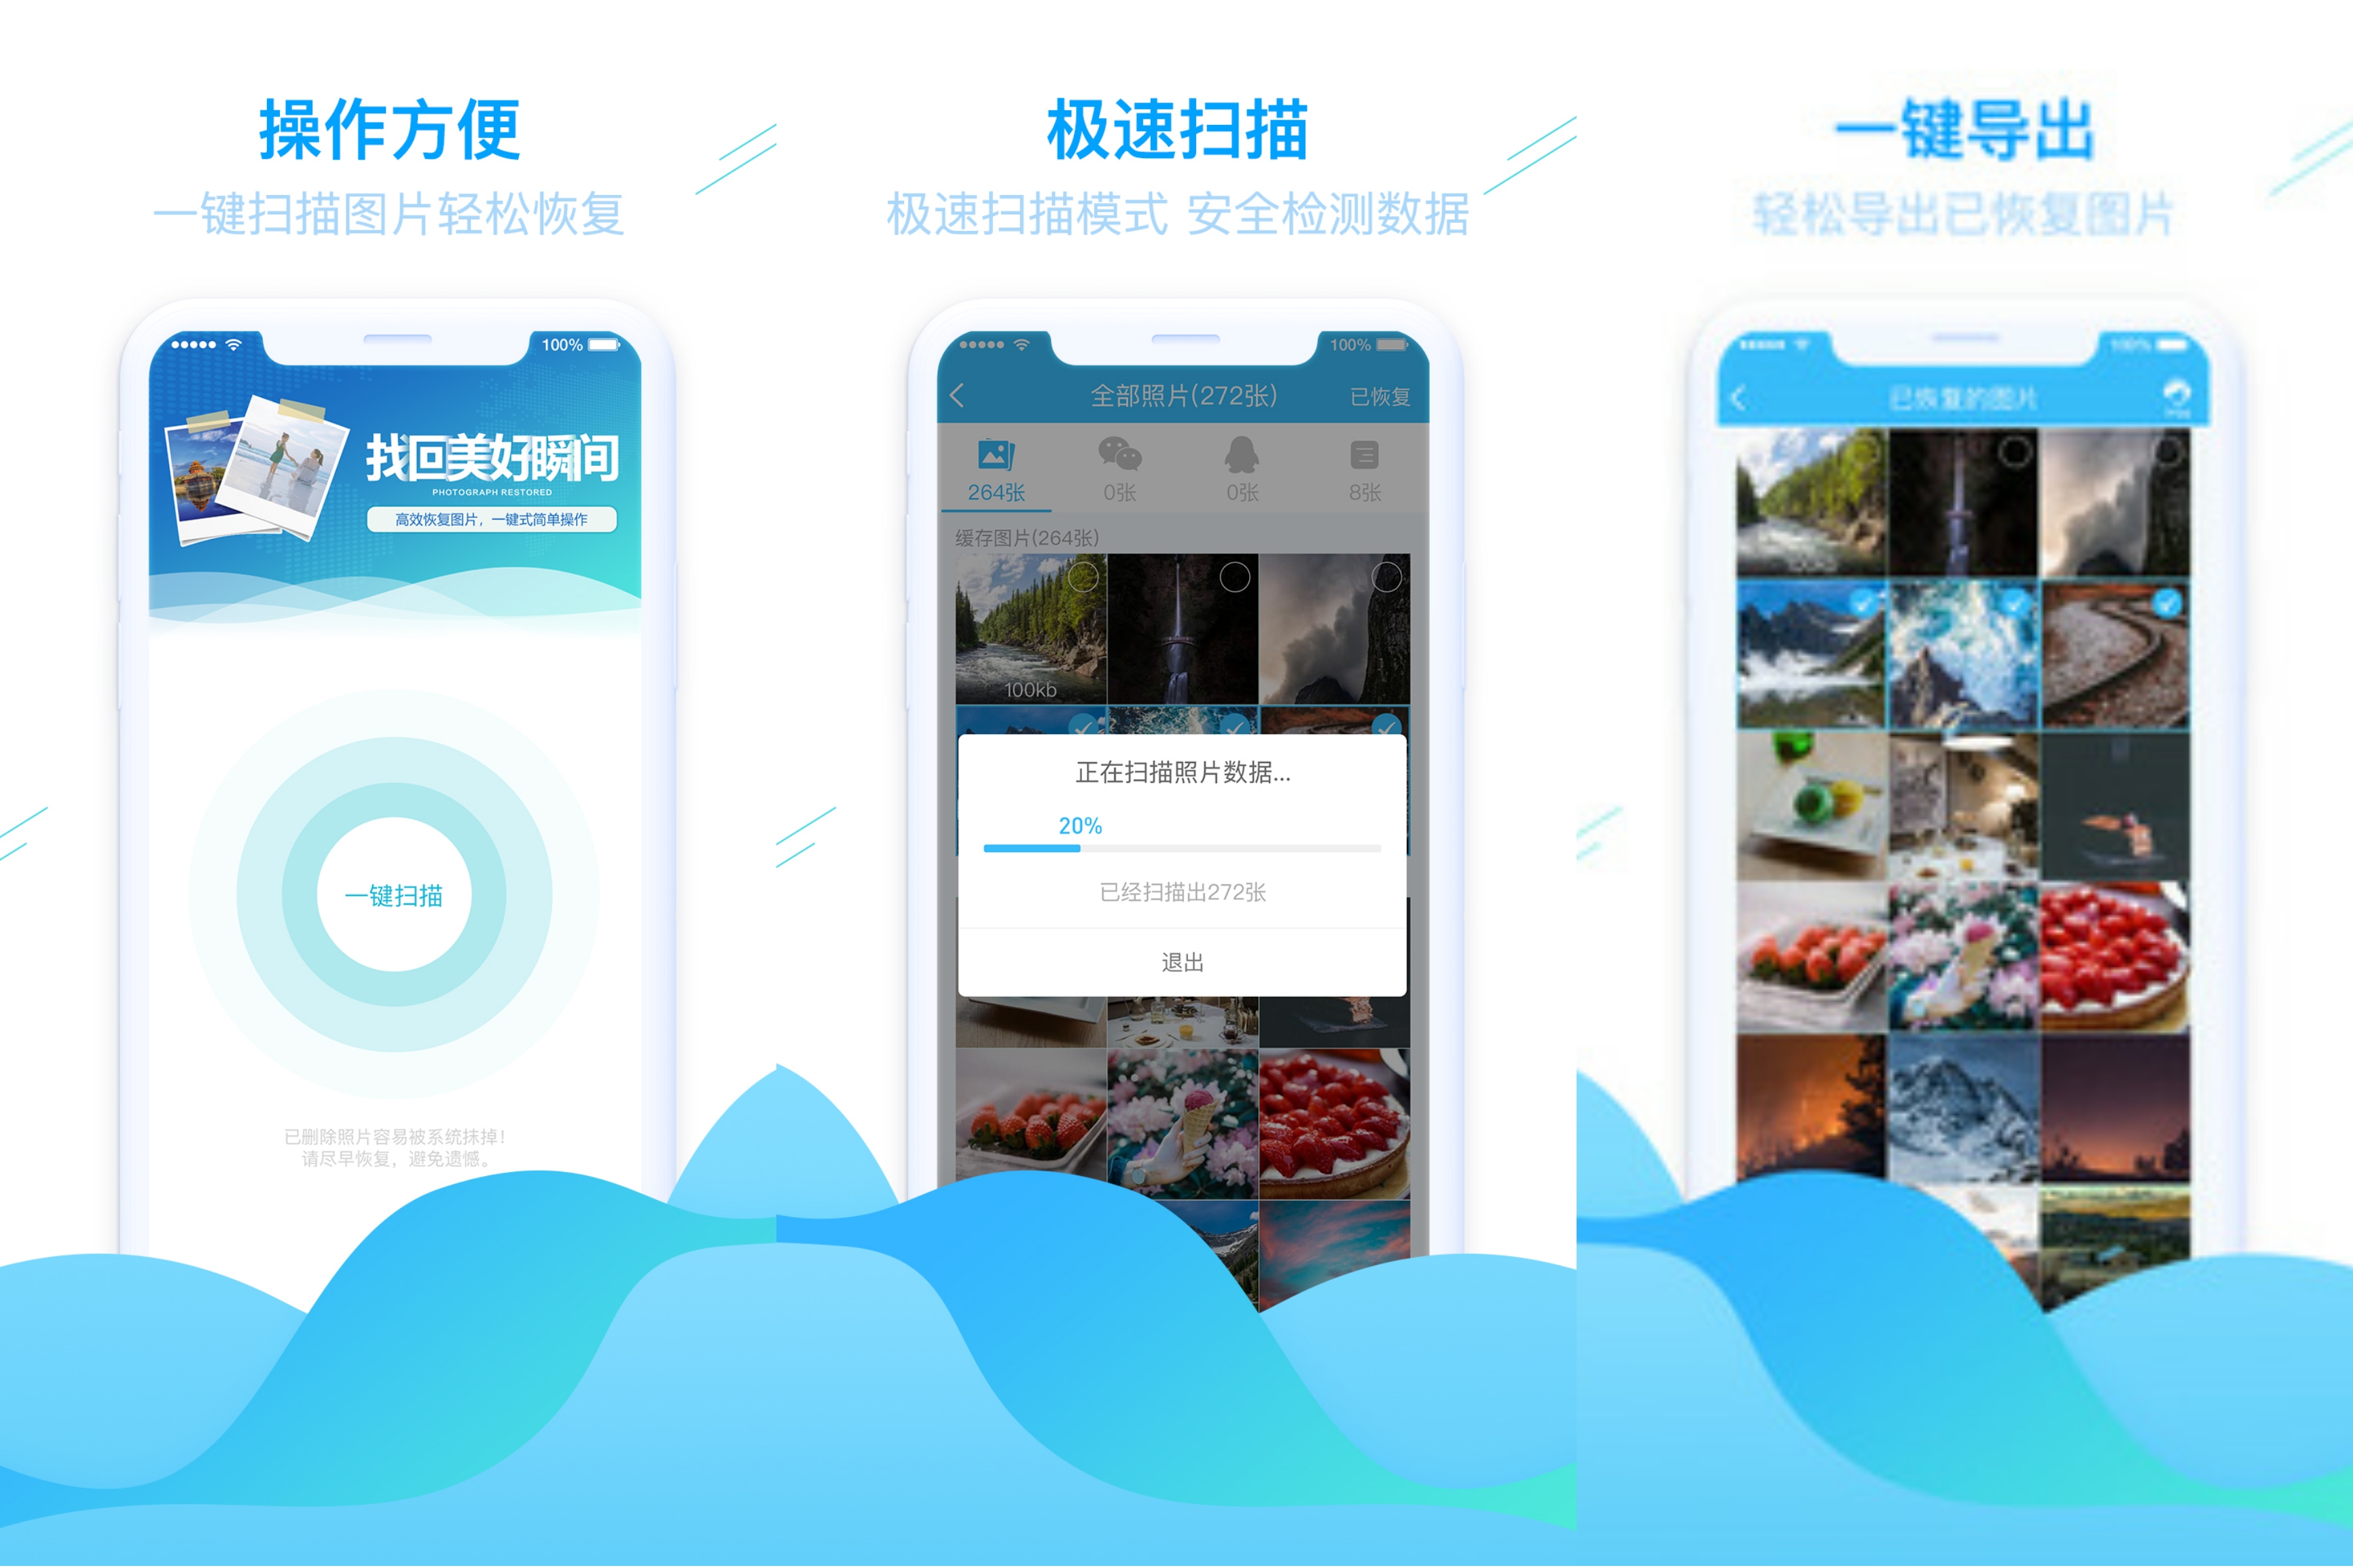 操作方便
一键扫描图片轻松恢复
100%
找回美好瞬间
PHOTOGRAPH RESTORED
高效恢复图片，一键式简单操作
一键扫描
已删除照片容易被系统抹掉！
请尽早恢复，避免遗憾。
极速扫描
极速扫描模式 安全检测数据
100%
全部照片(272张)
已恢复
264张
0张
0张
8张
缓存图片(264张)
100kb
正在扫描照片数据...
20%
已经扫描出272张
退出
一键导出
轻松导出已恢复图片
100%
已恢复的图片